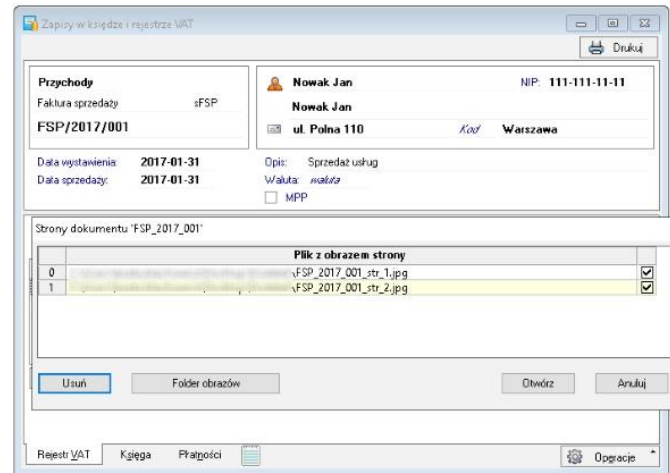 Zapisy w księdze i rejestrze VAT
Drukuj
Przychody
Faktura sprzedaży sFSP
FSP/2017/001
Nowak Jan NIP: 111-111-11-11
Nowak Jan
ul. Polna 110 Kod Warszawa
Data wystawienia: 2017-01-31
Data sprzedaży: 2017-01-31
Opis: Sprzedaż usług
Waluta: waluta
MPP
Strony dokumentu 'FSP_2017_001'
Plik z obrazem strony
0 \FSP_2017_001_str_1.jpg
1 \FSP_2017_001_str_2.jpg
Usuń Folder obrazów Otwórz Anuluj
Rejestr VAT Księga Płatności Operacje